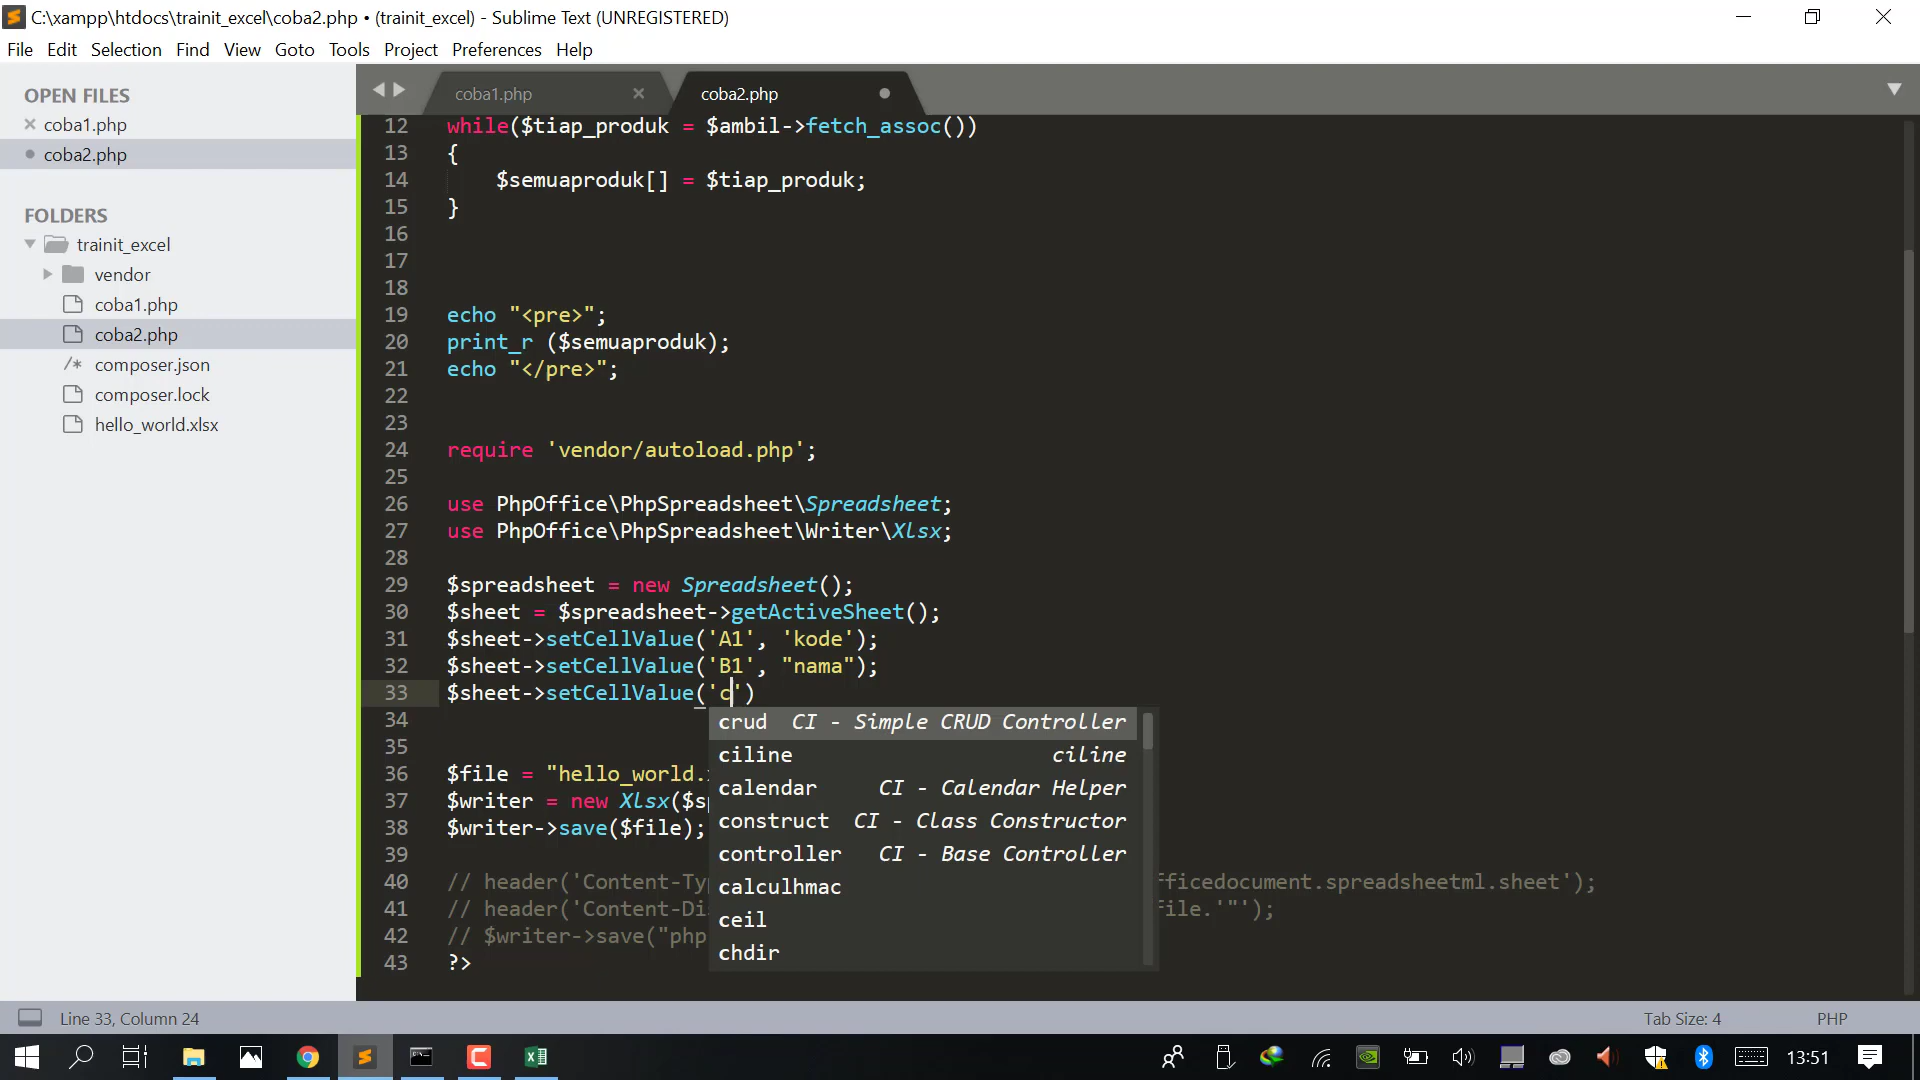 C:\xampp\htdocs\trainit_excel\coba2.php • (trainit_excel) - Sublime Text (UNREGISTERED)
File Edit Selection Find View Goto Tools Project Preferences Help
OPEN FILES
coba1.php
coba2.php
FOLDERS
trainit_excel
vendor
coba1.php
coba2.php
/* composer.json
composer.lock
hello_world.xlsx
coba1.php coba2.php
12 while($tiap_produk = $ambil->fetch_assoc())
13 {
14 $semuaproduk[] = $tiap_produk;
15 }
16
17
18
19 echo "<pre>";
20 print_r ($semuaproduk);
21 echo "</pre>";
22
23
24 require 'vendor/autoload.php';
25
26 use PhpOffice\PhpSpreadsheet\Spreadsheet;
27 use PhpOffice\PhpSpreadsheet\Writer\Xlsx;
28
29 $spreadsheet = new Spreadsheet();
30 $sheet = $spreadsheet->getActiveSheet();
31 $sheet->setCellValue('A1', 'kode');
32 $sheet->setCellValue('B1', "nama");
33 $sheet->setCellValue('c')
34
35
36 $file = "hello_world.
37 $writer = new Xlsx($sp
38 $writer->save($file);
39
40 // header('Content-Ty fficedocument.spreadsheetml.sheet');
41 // header('Content-Di file.'"');
42 // $writer->save("php
43 ?>
crud CI - Simple CRUD Controller
ciline ciline
calendar CI - Calendar Helper
construct CI - Class Constructor
controller CI - Base Controller
calculhmac
ceil
chdir
Line 33, Column 24 Tab Size: 4 PHP
13:51